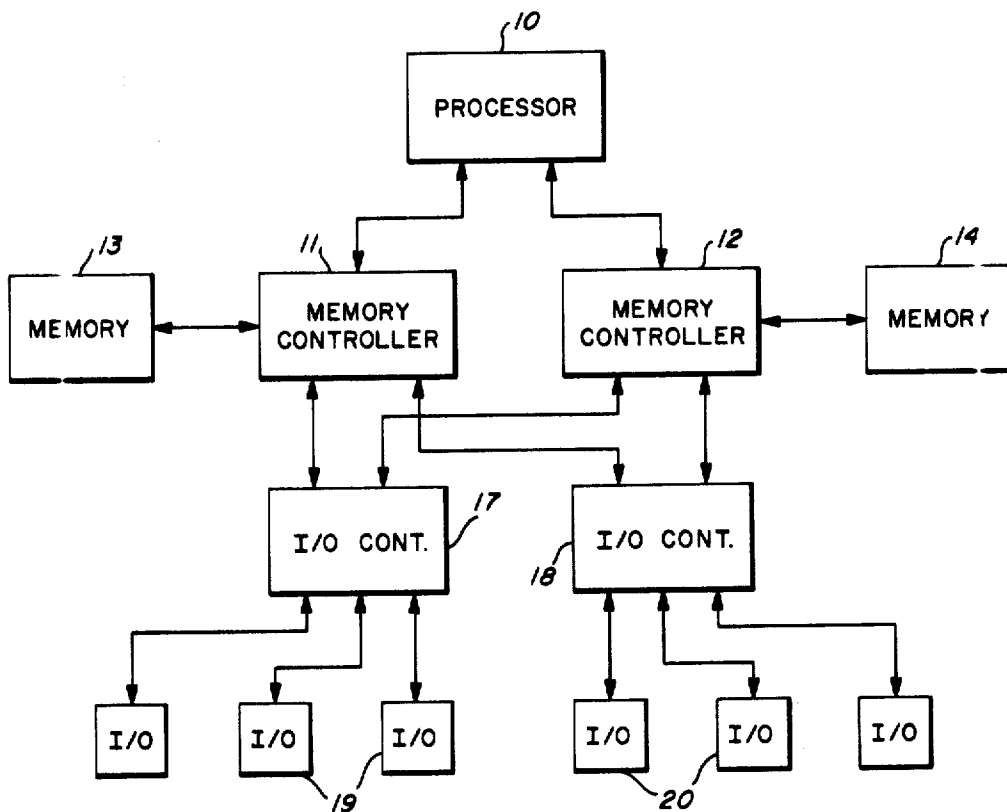 10
PROCESSOR
13
11
12
14
MEMORY
MEMORY
CONTROLLER
MEMORY
CONTROLLER
MEMORY
17
I/O CONT.
18
I/O CONT.
I/O
I/O
I/O
I/O
I/O
I/O
19
20